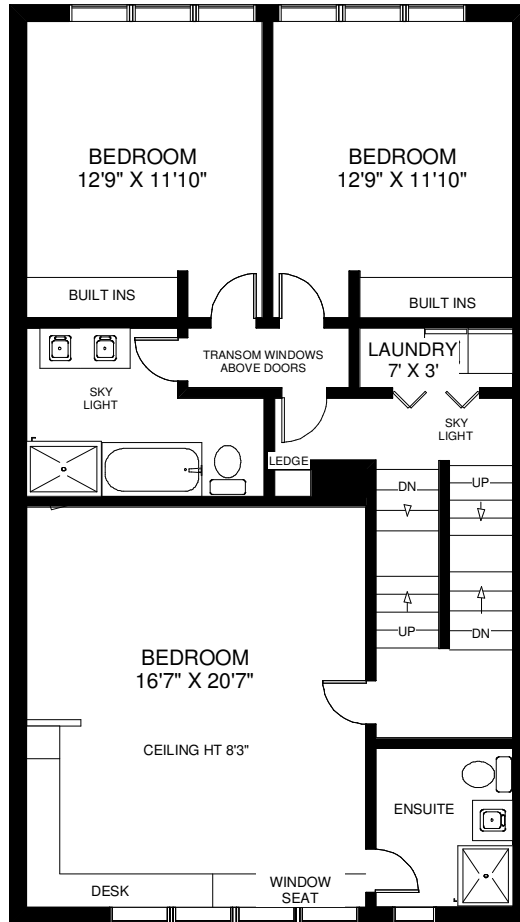 BEDROOM
12'9" X 11'10"
BEDROOM
12'9" X 11'10"
BUILT INS
BUILT INS
TRANSOM WINDOWS
ABOVE DOORS
LAUNDRY
7' X 3'
SKY
LIGHT
SKY
LIGHT
LEDGE
DN
UP
UP
DN
BEDROOM
16'7" X 20'7"
CEILING HT 8'3"
ENSUITE
DESK
WINDOW
SEAT